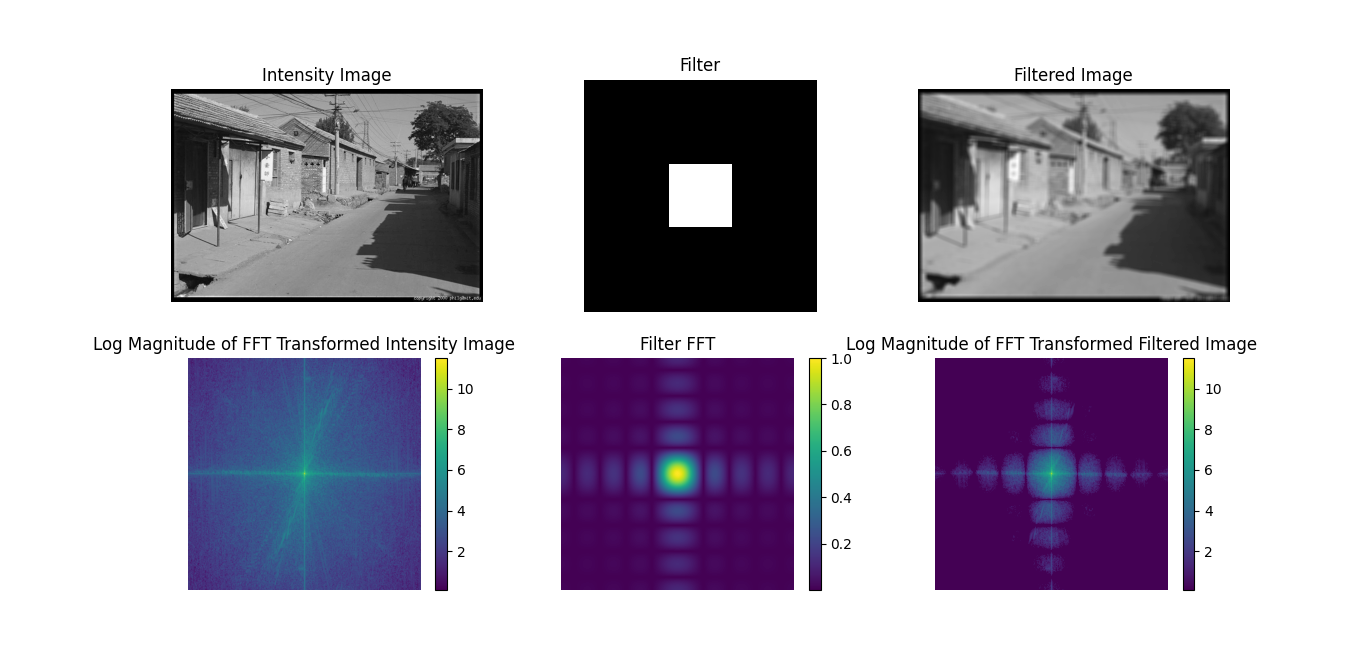 Intensity Image
Filter
Filtered Image
Log Magnitude of FFT Transformed Intensity Image
Filter FFT
Log Magnitude of FFT Transformed Filtered Image
10
8
6
4
2
1.0
0.8
0.6
0.4
0.2
10
8
6
4
2